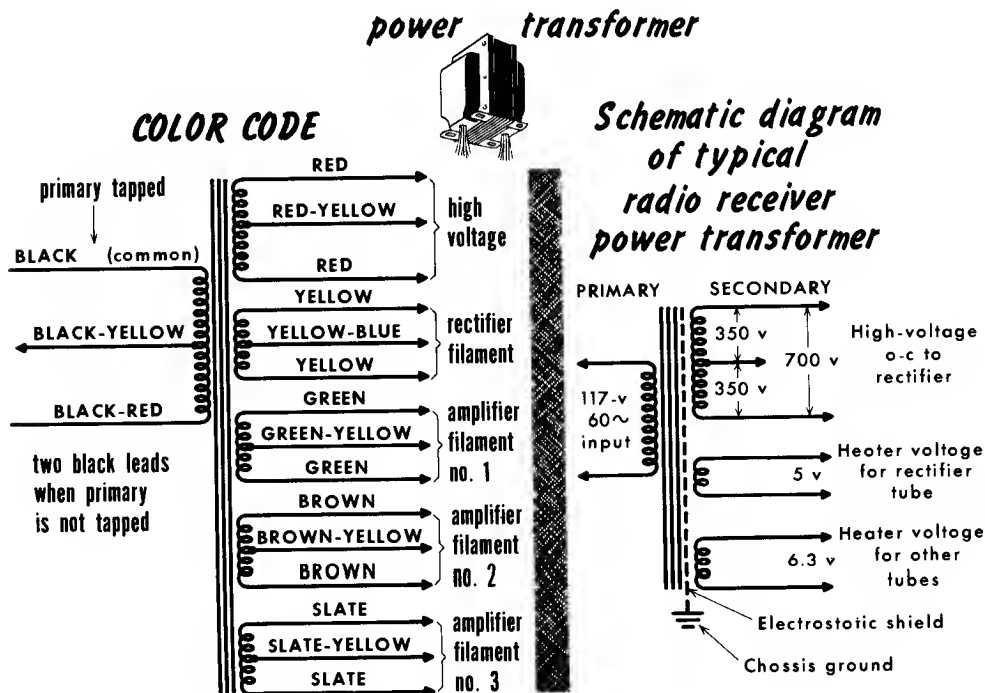 power transformer
COLOR CODE
primary tapped
BLACK (common)
BLACK-YELLOW
BLACK-RED
two black leads
when primary
is not tapped
RED
RED-YELLOW
RED
high
voltage
YELLOW
YELLOW-BLUE
YELLOW
rectifier
filament
GREEN
GREEN-YELLOW
GREEN
amplifier
filament
no. 1
BROWN
BROWN-YELLOW
BROWN
amplifier
filament
no. 2
SLATE
SLATE-YELLOW
SLATE
amplifier
filament
no. 3
Schematic diagram
of typical
radio receiver
power transformer
PRIMARY
SECONDARY
117-v
60~
input
350 v
700 v
350 v
High-voltage
a-c to
rectifier
5 v
Heater voltage
for rectifier
tube
6.3 v
Heater voltage
for other
tubes
Electrostatic shield
Chassis ground